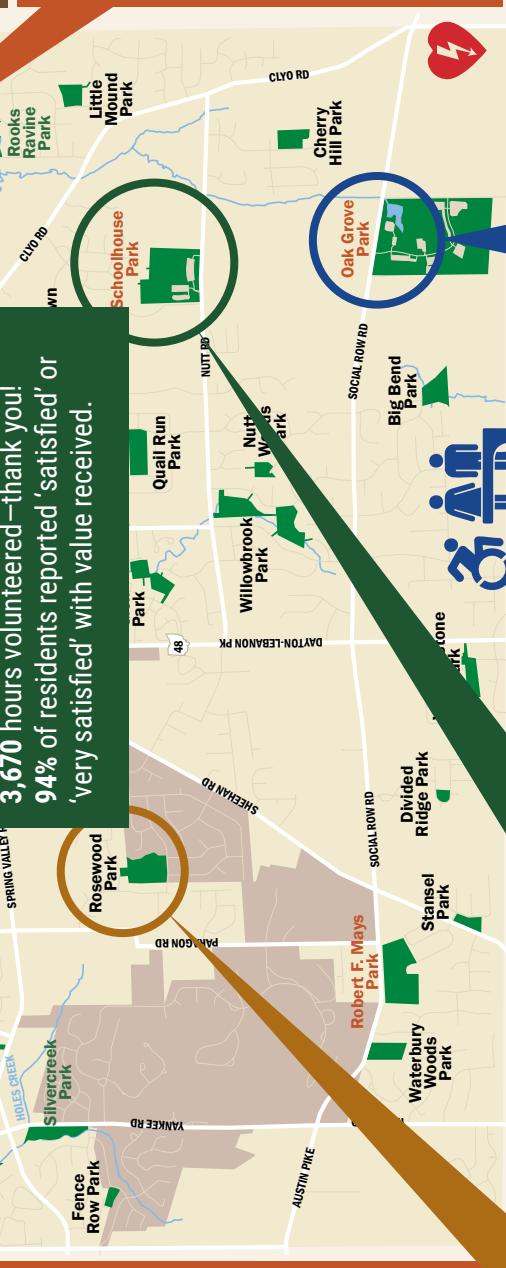 Rooks
Ravine
Park
Little
Mound
Park
CLYO RD
Cherry
Hill Park
CLYO RD
Schoolhouse
Park
Oak Grove
Park
wn
NUTT RD
SOCIAL ROW RD
Big Bend
Park
3,670 hours volunteered—thank you!
94% of residents reported ‘satisfied’ or
‘very satisfied’ with value received.
Quail Run
Park
Nutt
Park
Willowbrook
Park
48
DAYTON-LEBANON PK
SHEEHAN RD
SOCIAL ROW RD
Divided
Ridge Park
SPRING VALLEY
Rosewood
Park
Stansel
Park
PARAGON RD
Robert F. Mays
Park
Waterbury
Woods
Park
HOLES CREEK
Silvercreek
Park
YANKEE RD
Fence
Row Park
AUSTIN PIKE